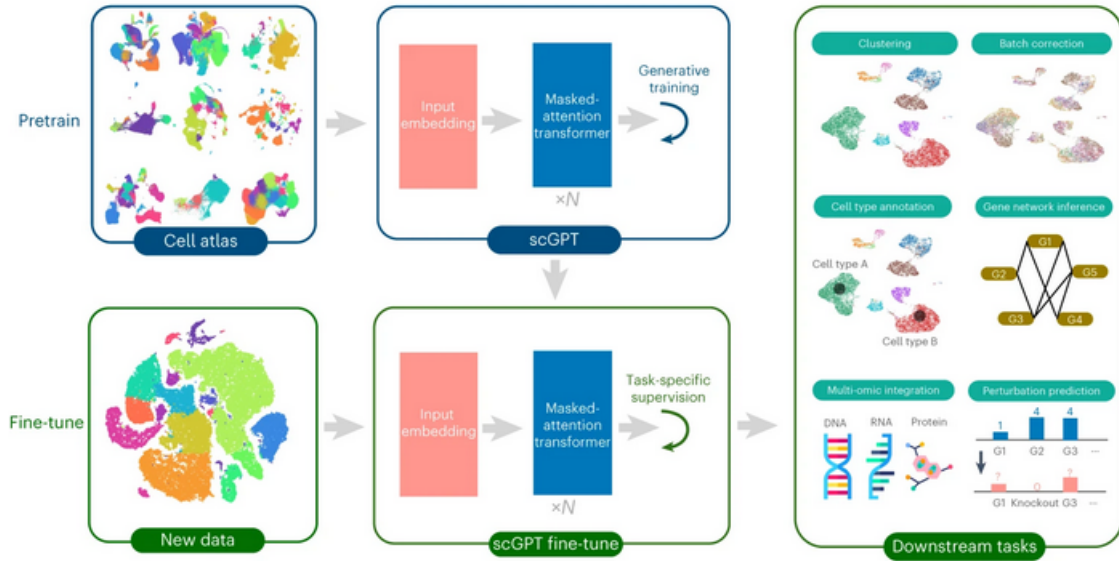 Pretrain
Cell atlas
Input
embedding
Masked-
attention
transformer
×N
Generative
training
scGPT
Fine-tune
New data
Input
embedding
Masked-
attention
transformer
×N
Task-specific
supervision
scGPT fine-tune
Clustering
Batch correction
Cell type annotation
Cell type A
Cell type B
Gene network inference
G1
G2
G5
G3
G4
Multi-omic integration
DNA RNA Protein
Perturbation prediction
1 4 4
G1 G2 G3 ...
? 0 ?
G1 Knockout G3 ...
Downstream tasks